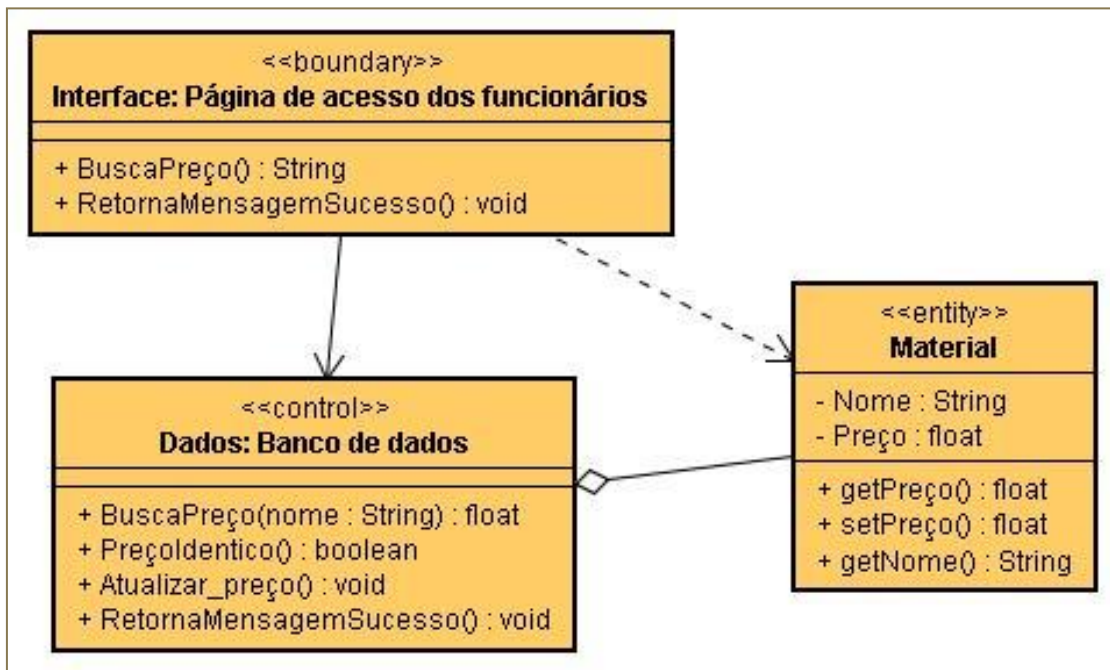 <<boundary>>
Interface: Página de acesso dos funcionários
+ BuscaPreço() : String
+ RetornaMensagemSucesso() : void
<<entity>>
Material
- Nome : String
- Preço : float
+ getPreço() : float
+ setPreço() : float
+ getNome() : String
<<control>>
Dados: Banco de dados
+ BuscaPreço(nome : String) : float
+ PreçoIdentico() : boolean
+ Atualizar_preço() : void
+ RetornaMensagemSucesso() : void